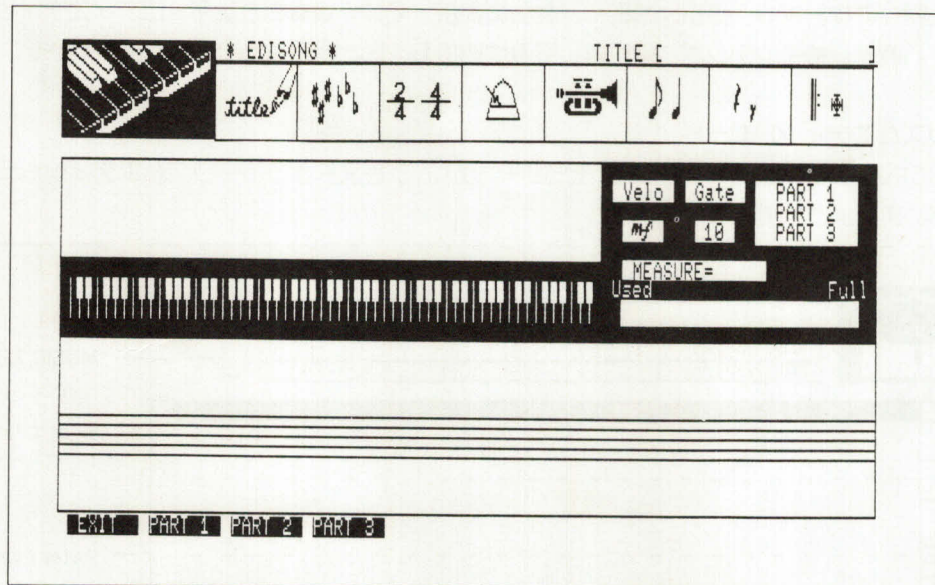 * EDISONG *
TITLE [ ]
title
2 4
4 4
Velo Gate
mf 10
PART 1
PART 2
PART 3
MEASURE=
Used Full
EXIT PART 1 PART 2 PART 3